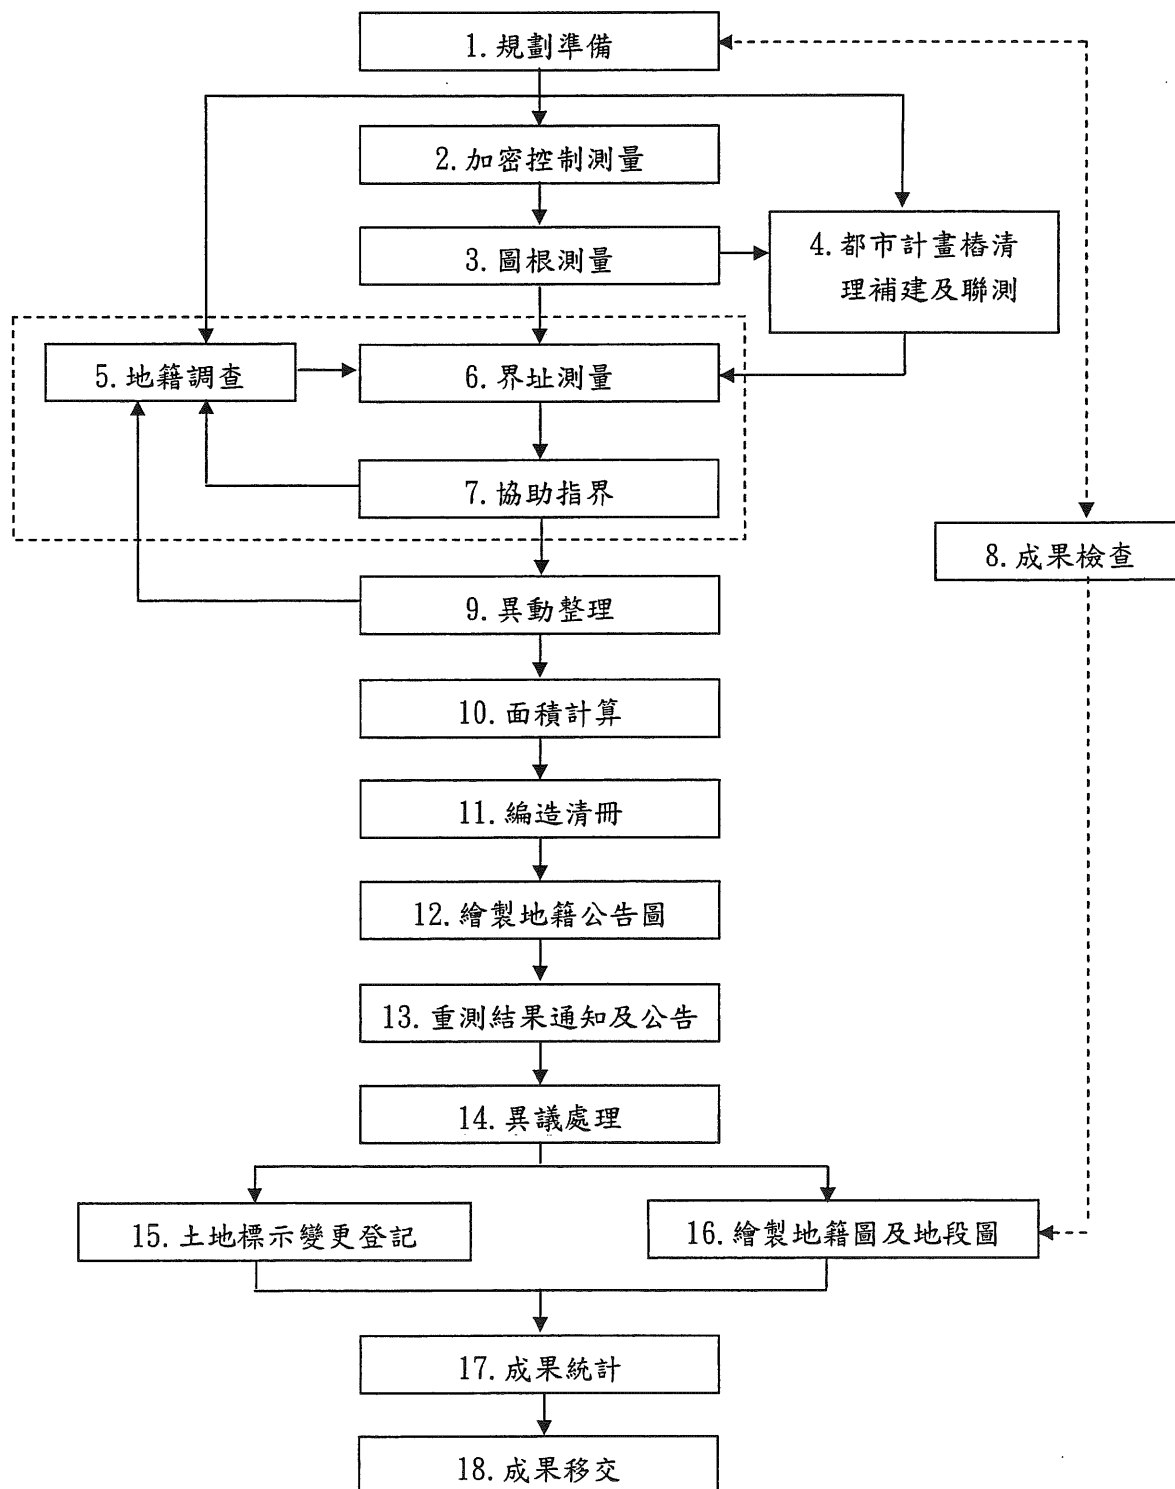 1.規劃準備
2.加密控制測量
3.圖根測量
4.都市計畫樁清
理補建及聯測
5.地籍調查
6.界址測量
7.協助指界
8.成果檢查
9.異動整理
10.面積計算
11.編造清冊
12.繪製地籍公告圖
13.重測結果通知及公告
14.異議處理
15.土地標示變更登記
16.繪製地籍圖及地段圖
17.成果統計
18.成果移交